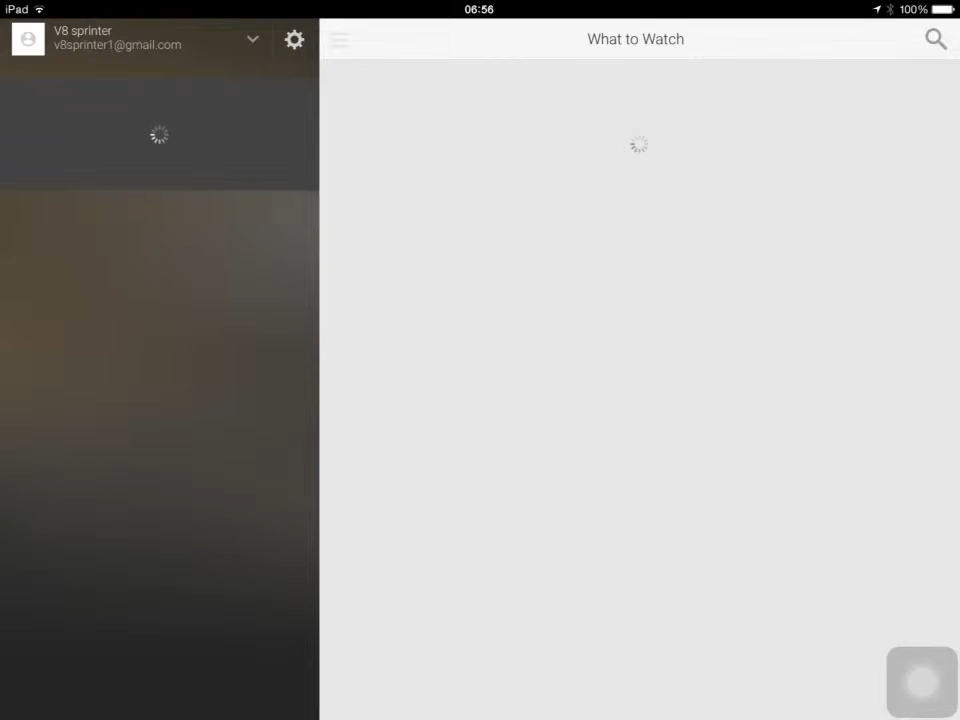 iPad
06:56
100%
V8 sprinter
v8sprinter1@gmail.com
What to Watch